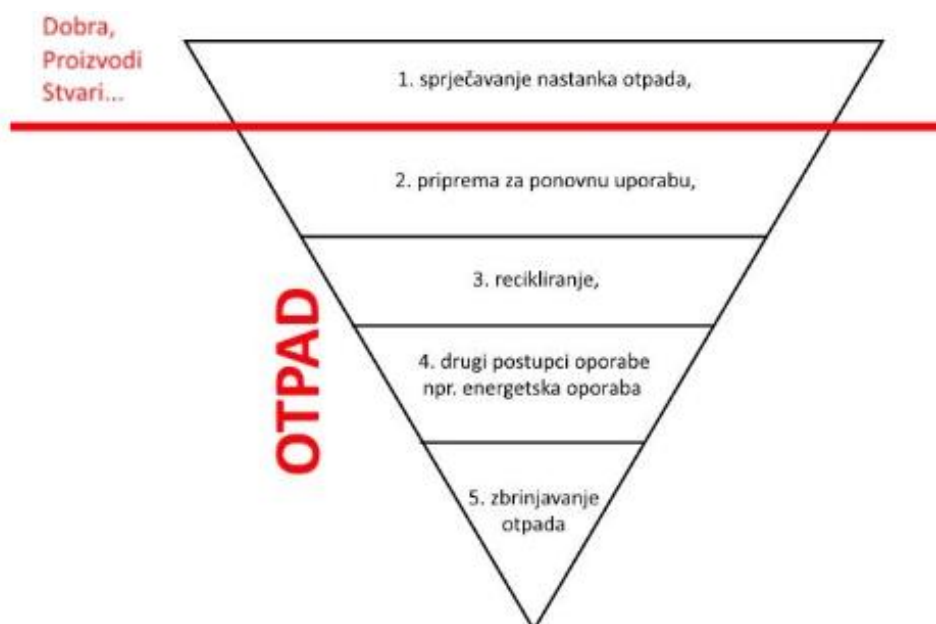 Dobra,
Proizvodi
Stvari...
1. sprječavanje nastanka otpada,
2. priprema za ponovnu uporabu,
3. recikliranje,
4. drugi postupci oporabe
npr. energetska oporaba
OTPAD
5. zbrinjavanje
otpada